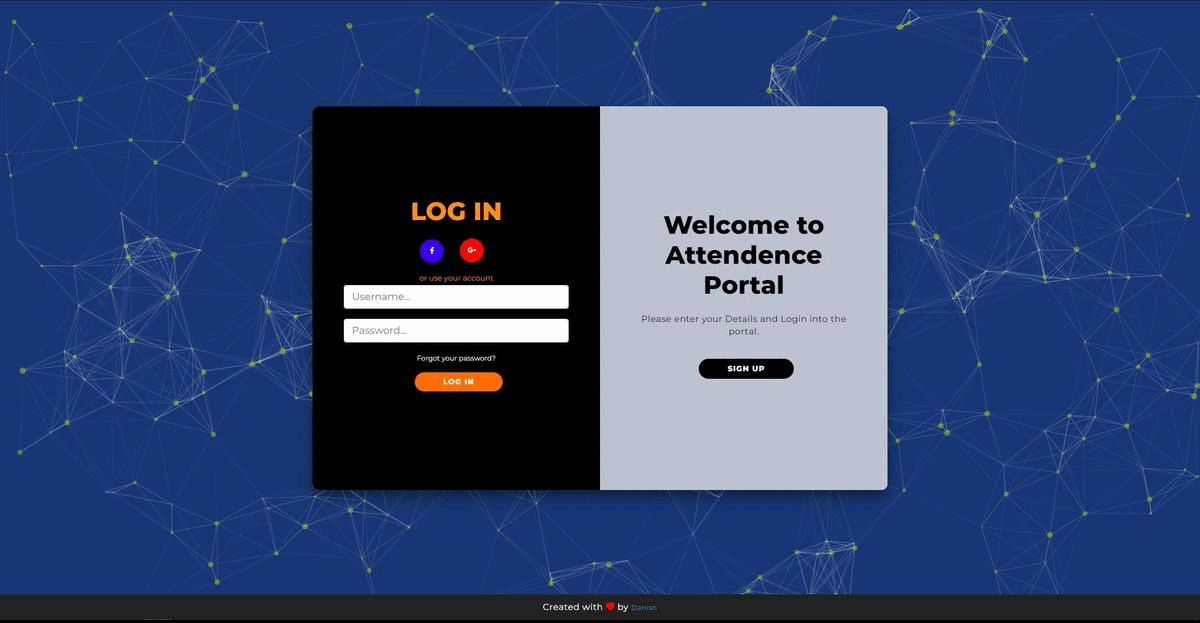 LOG IN
f
G+
or use your account
Username...
Password...
Forgot your password?
LOG IN
Welcome to
Attendence
Portal
Please enter your Details and Login into the
portal.
SIGN UP
Created with ❤ by Danish